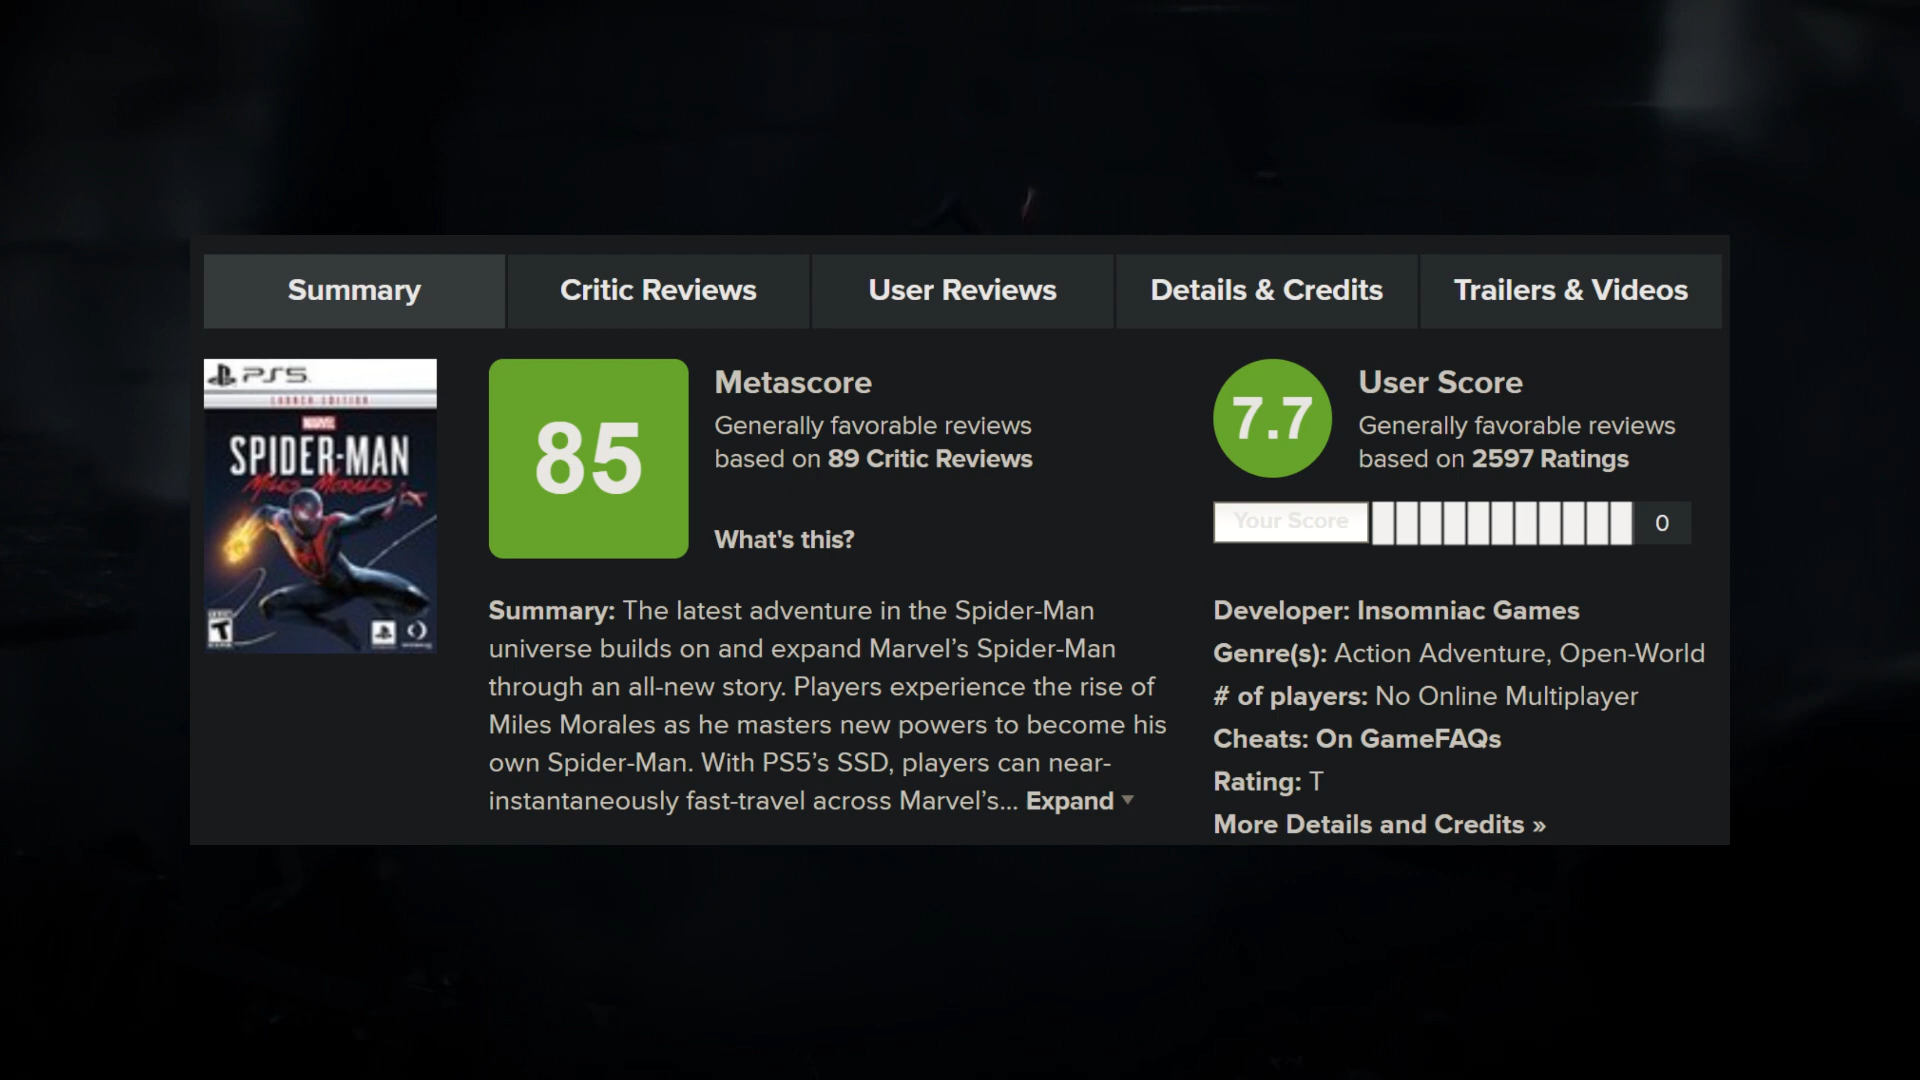 Summary
Critic Reviews
User Reviews
Details & Credits
Trailers & Videos
PS5
LAUNCH EDITION
MARVEL
SPIDER-MAN
MILES MORALES
T
85
Metascore
Generally favorable reviews
based on 89 Critic Reviews
What's this?
Summary: The latest adventure in the Spider-Man
universe builds on and expand Marvel’s Spider-Man
through an all-new story. Players experience the rise of
Miles Morales as he masters new powers to become his
own Spider-Man. With PS5’s SSD, players can near-
instantaneously fast-travel across Marvel’s... Expand
7.7
User Score
Generally favorable reviews
based on 2597 Ratings
Your Score
0
Developer: Insomniac Games
Genre(s): Action Adventure, Open-World
# of players: No Online Multiplayer
Cheats: On GameFAQs
Rating: T
More Details and Credits »